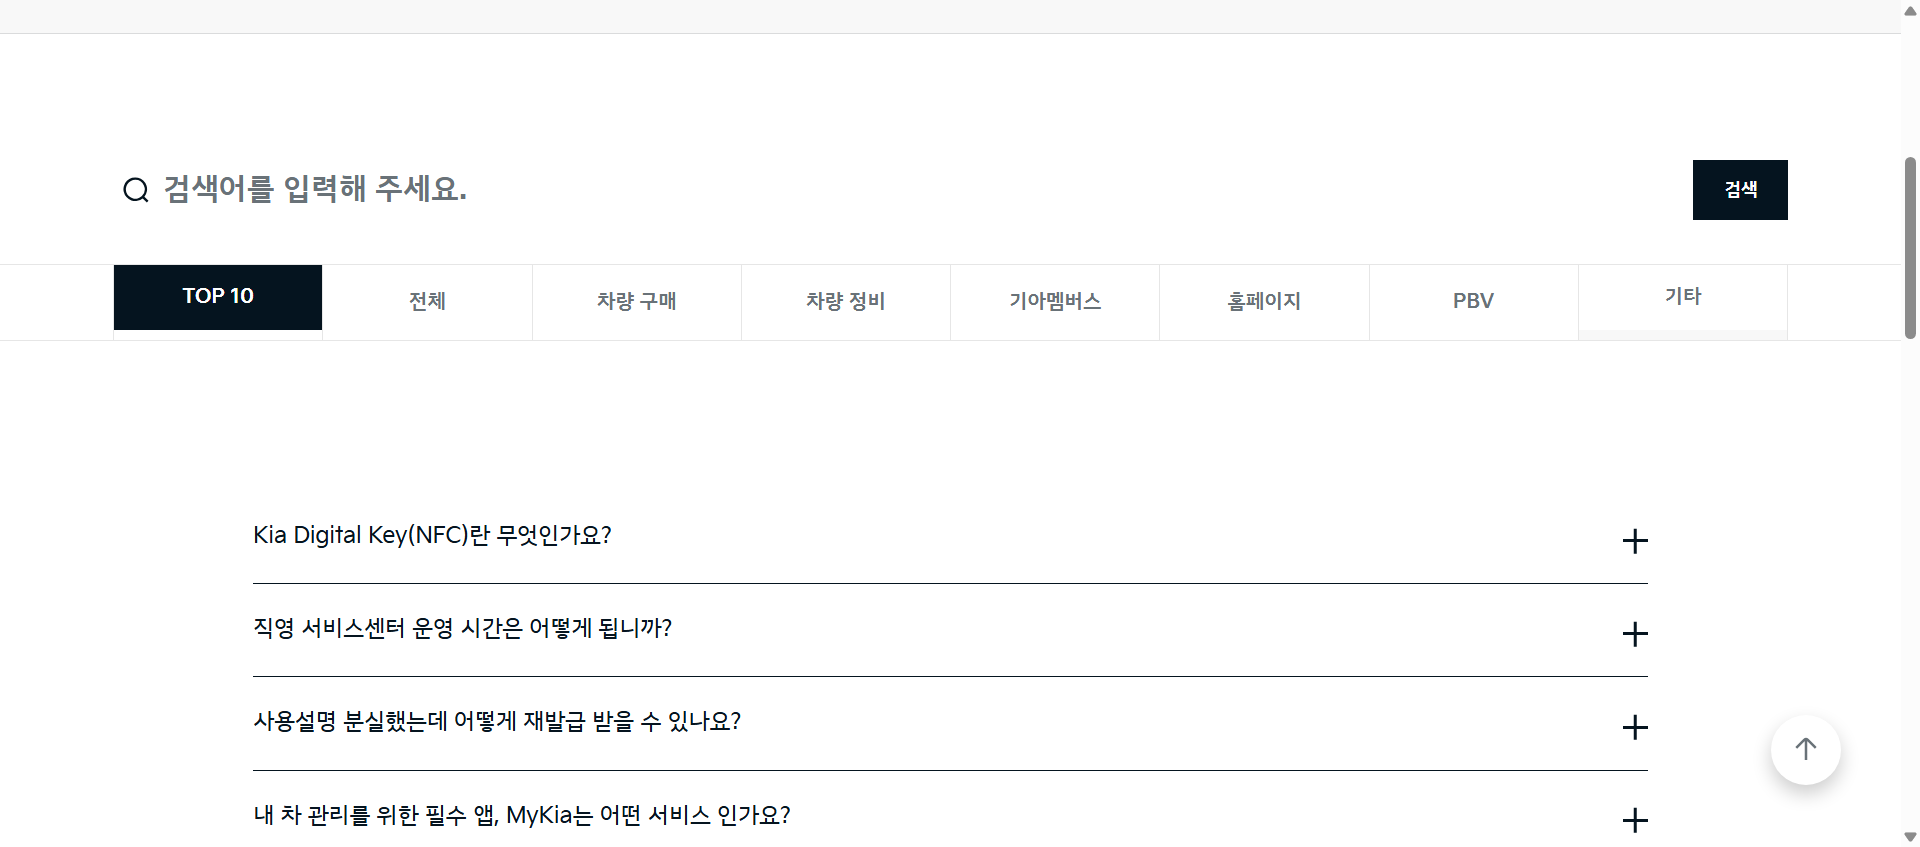 검색어를 입력해 주세요.
검색
TOP 10
전체
차량 구매
차량 정비
기아멤버스
홈페이지
PBV
기타
Kia Digital Key(NFC)란 무엇인가요?
직영 서비스센터 운영 시간은 어떻게 됩니까?
사용설명 분실했는데 어떻게 재발급 받을 수 있나요?
내 차 관리를 위한 필수 앱, MyKia는 어떤 서비스 인가요?